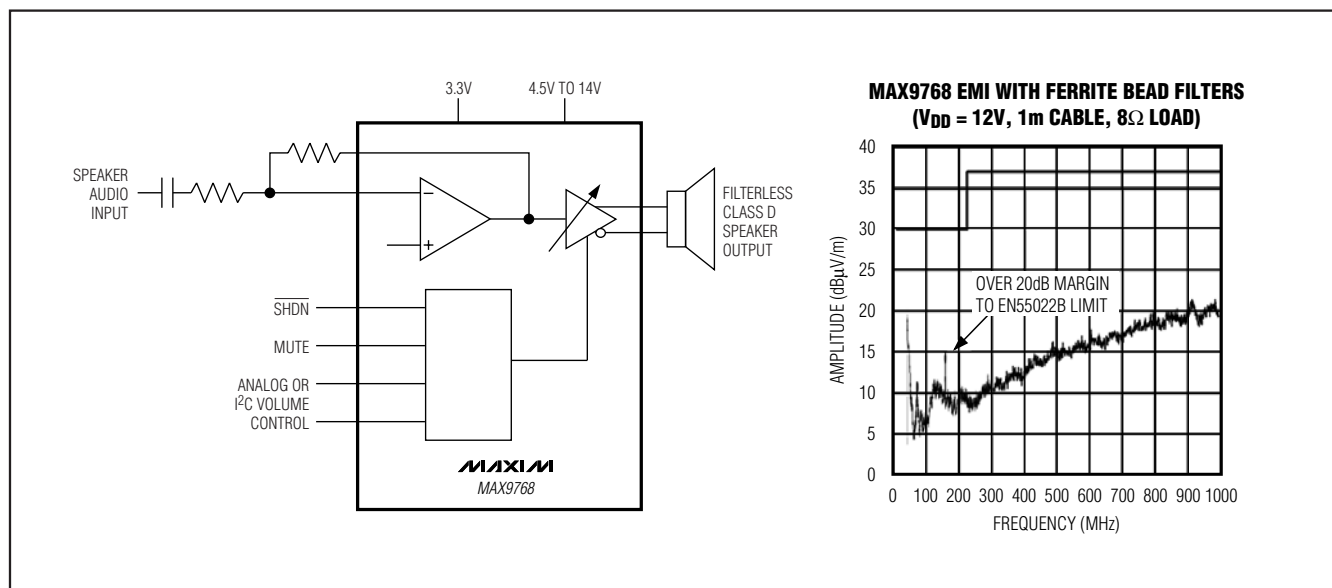 3.3V
4.5V TO 14V
SPEAKER
AUDIO
INPUT
−
+
FILTERLESS
CLASS D
SPEAKER
OUTPUT
SHDN
MUTE
ANALOG OR
I²C VOLUME
CONTROL
MAXIM
MAX9768
MAX9768 EMI WITH FERRITE BEAD FILTERS
(VDD = 12V, 1m CABLE, 8Ω LOAD)
AMPLITUDE (dBµV/m)
40
35
30
25
20
15
10
5
0
OVER 20dB MARGIN
TO EN55022B LIMIT
0 100 200 300 400 500 600 700 800 900 1000
FREQUENCY (MHz)